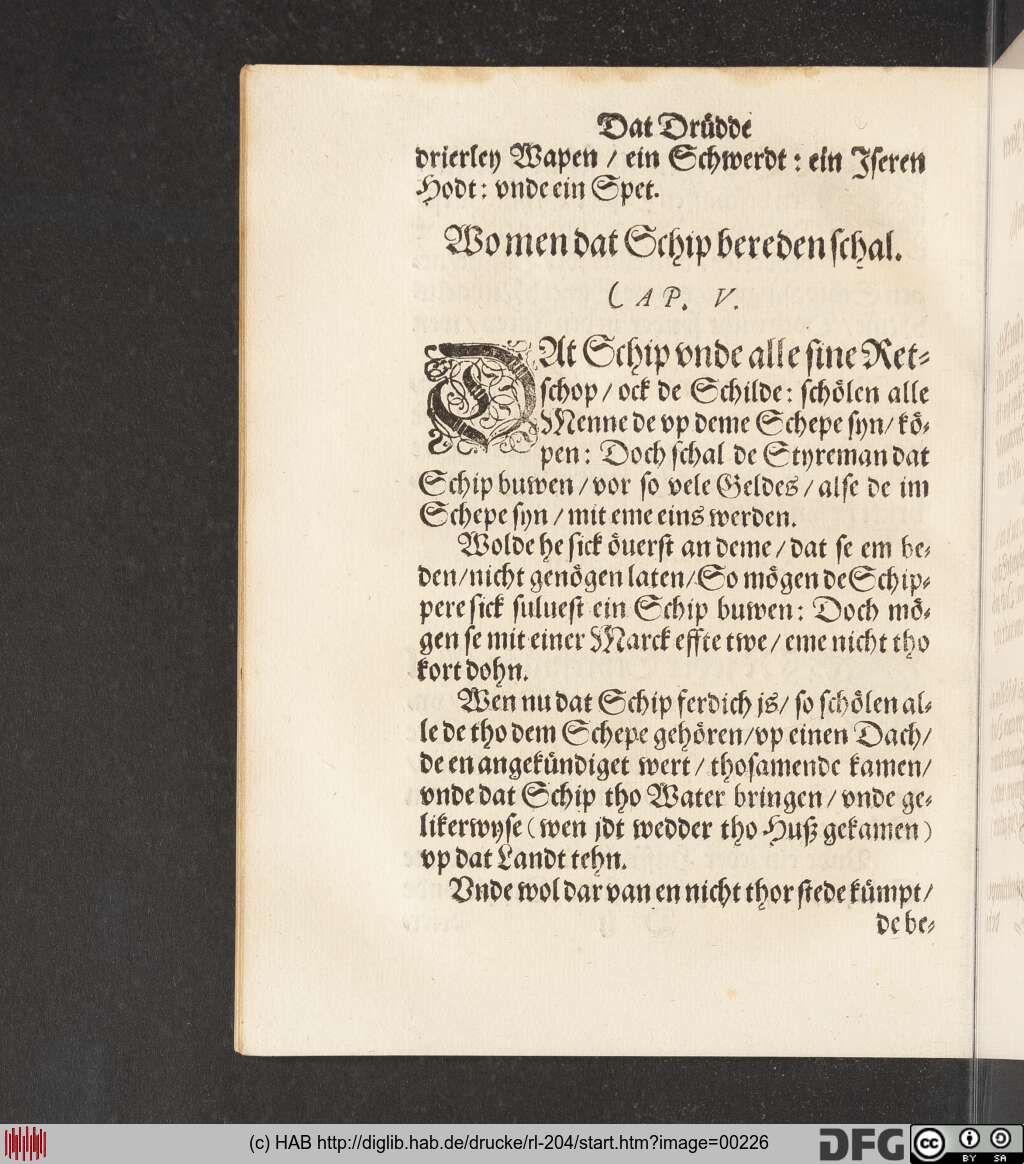 Dat Drüdde
drierley Wapen / ein Schwerdt : ein Iseren
Hodt : vnde ein Spet.
Wo men dat Schip bereden schal.
CAP. V.
DAt Schip vnde alle sine Ret⸗
schop / ock de Schilde : schölen alle
Menne de vp deme Schepe syn / kö⸗
pen : Doch schal de Styreman dat
Schip buwen / vor so vele Geldes / alse de im
Schepe syn / mit eme eins werden.
Wolde he sick öuerst an deme / dat se em be⸗
den / nicht genögen laten / So mögen de Schip⸗
pere sick suluest ein Schip buwen : Doch mö⸗
gen se mit einer Marck effte twe / eme nicht tho
kort dohn.
Wen nu dat Schip ferdich js / so schölen al⸗
le de tho dem Schepe gehören / vp einen Dach /
de en angekündiget wert / thosamende kamen /
vnde dat Schip tho Water bringen / vnde ge⸗
likerwyse ( wen jdt wedder tho Huß gekamen )
vp dat Landt tehn.
Vnde wol dar van en nicht thor stede kümpt /
de be⸗
(c) HAB http://diglib.hab.de/drucke/rl-204/start.htm?image=00226
DFG
cc BY SA